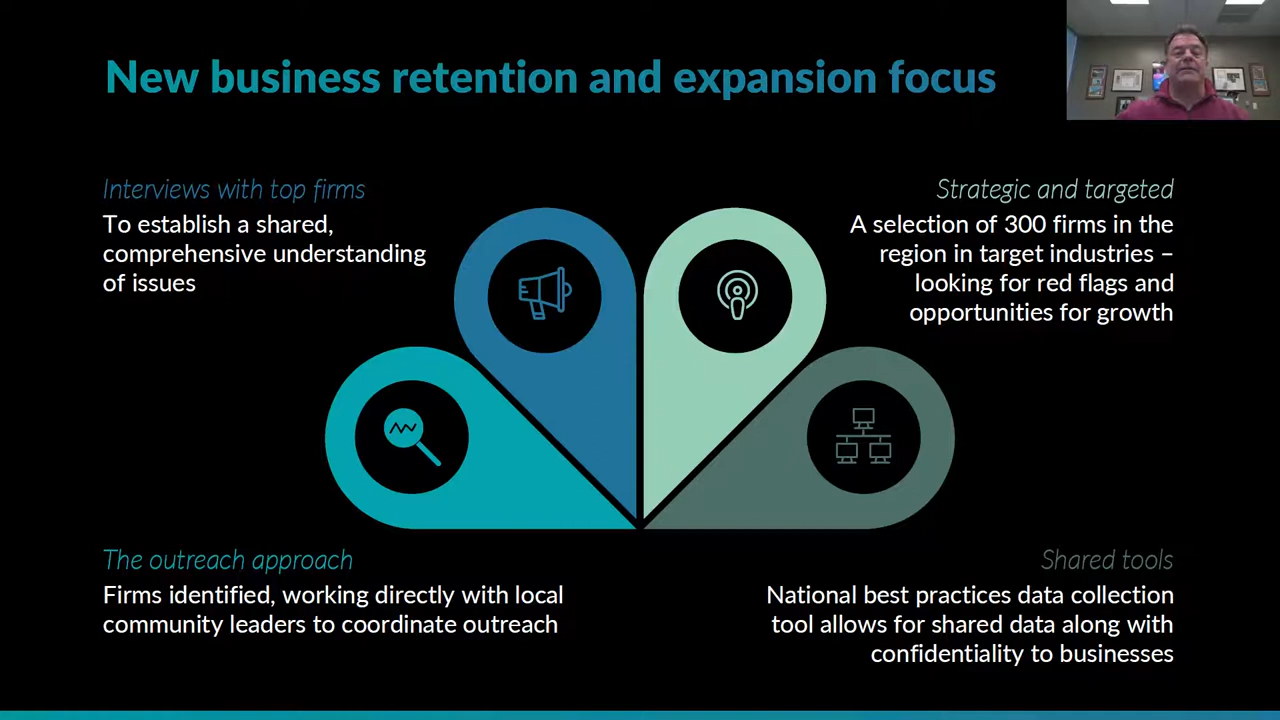 New business retention and expansion focus
Interviews with top firms
To establish a shared,
comprehensive understanding
of issues
Strategic and targeted
A selection of 300 firms in the
region in target industries –
looking for red flags and
opportunities for growth
The outreach approach
Firms identified, working directly with local
community leaders to coordinate outreach
Shared tools
National best practices data collection
tool allows for shared data along with
confidentiality to businesses